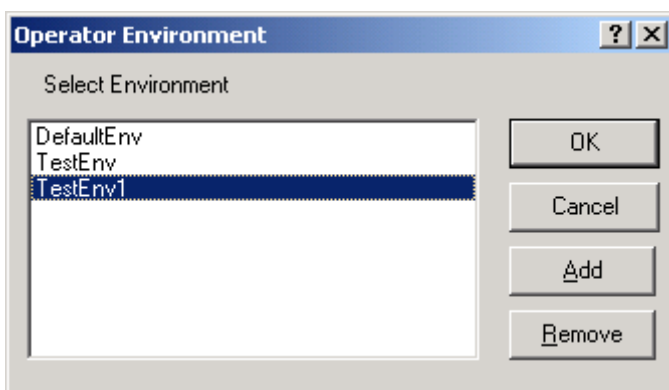 Operator Environment
Select Environment
DefaultEnv
TestEnv
TestEnv1
OK
Cancel
Add
Remove